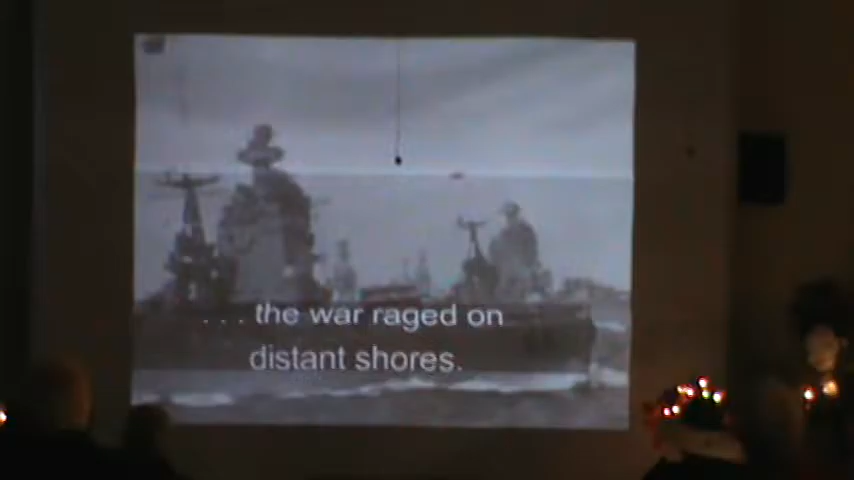 . . . the war raged on
distant shores.